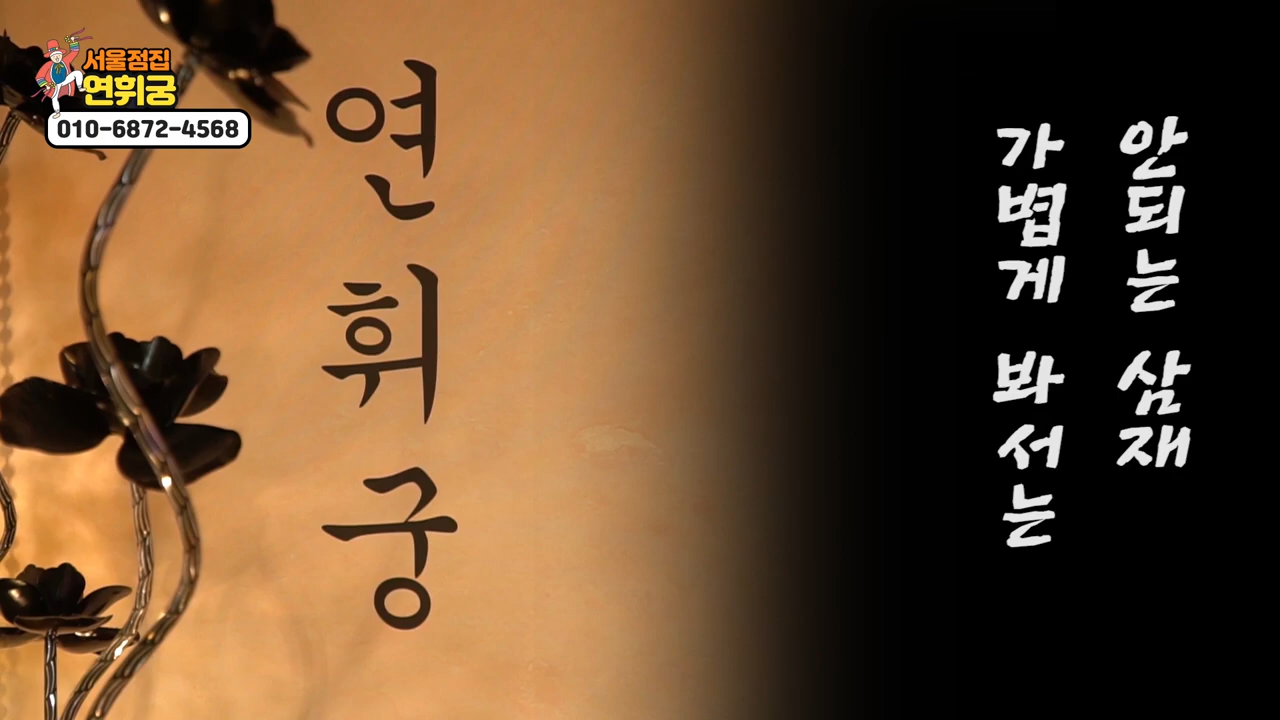 서울점집
연휘궁
010-6872-4568
연휘궁
가볍게 봐서는
안되는 삼재